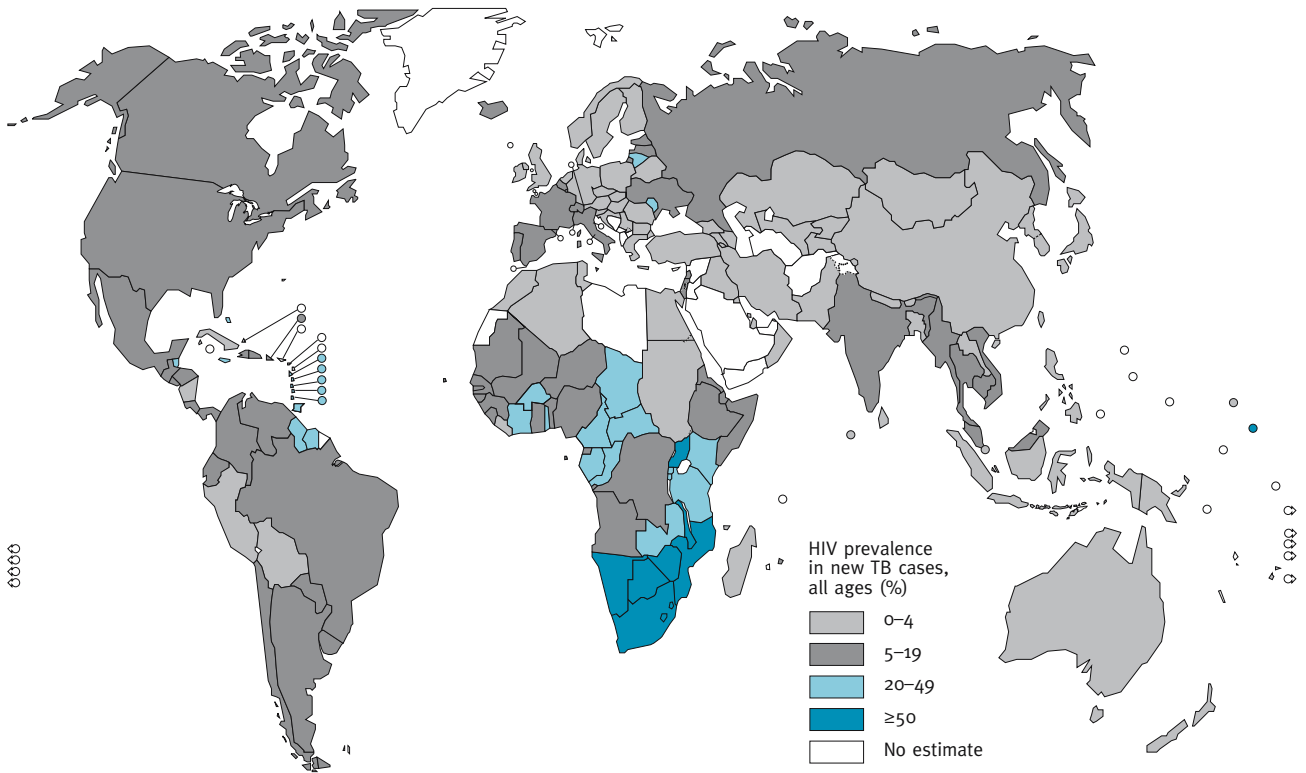 HIV prevalence
in new TB cases,
all ages (%)
0–4
5–19
20–49
≥50
No estimate